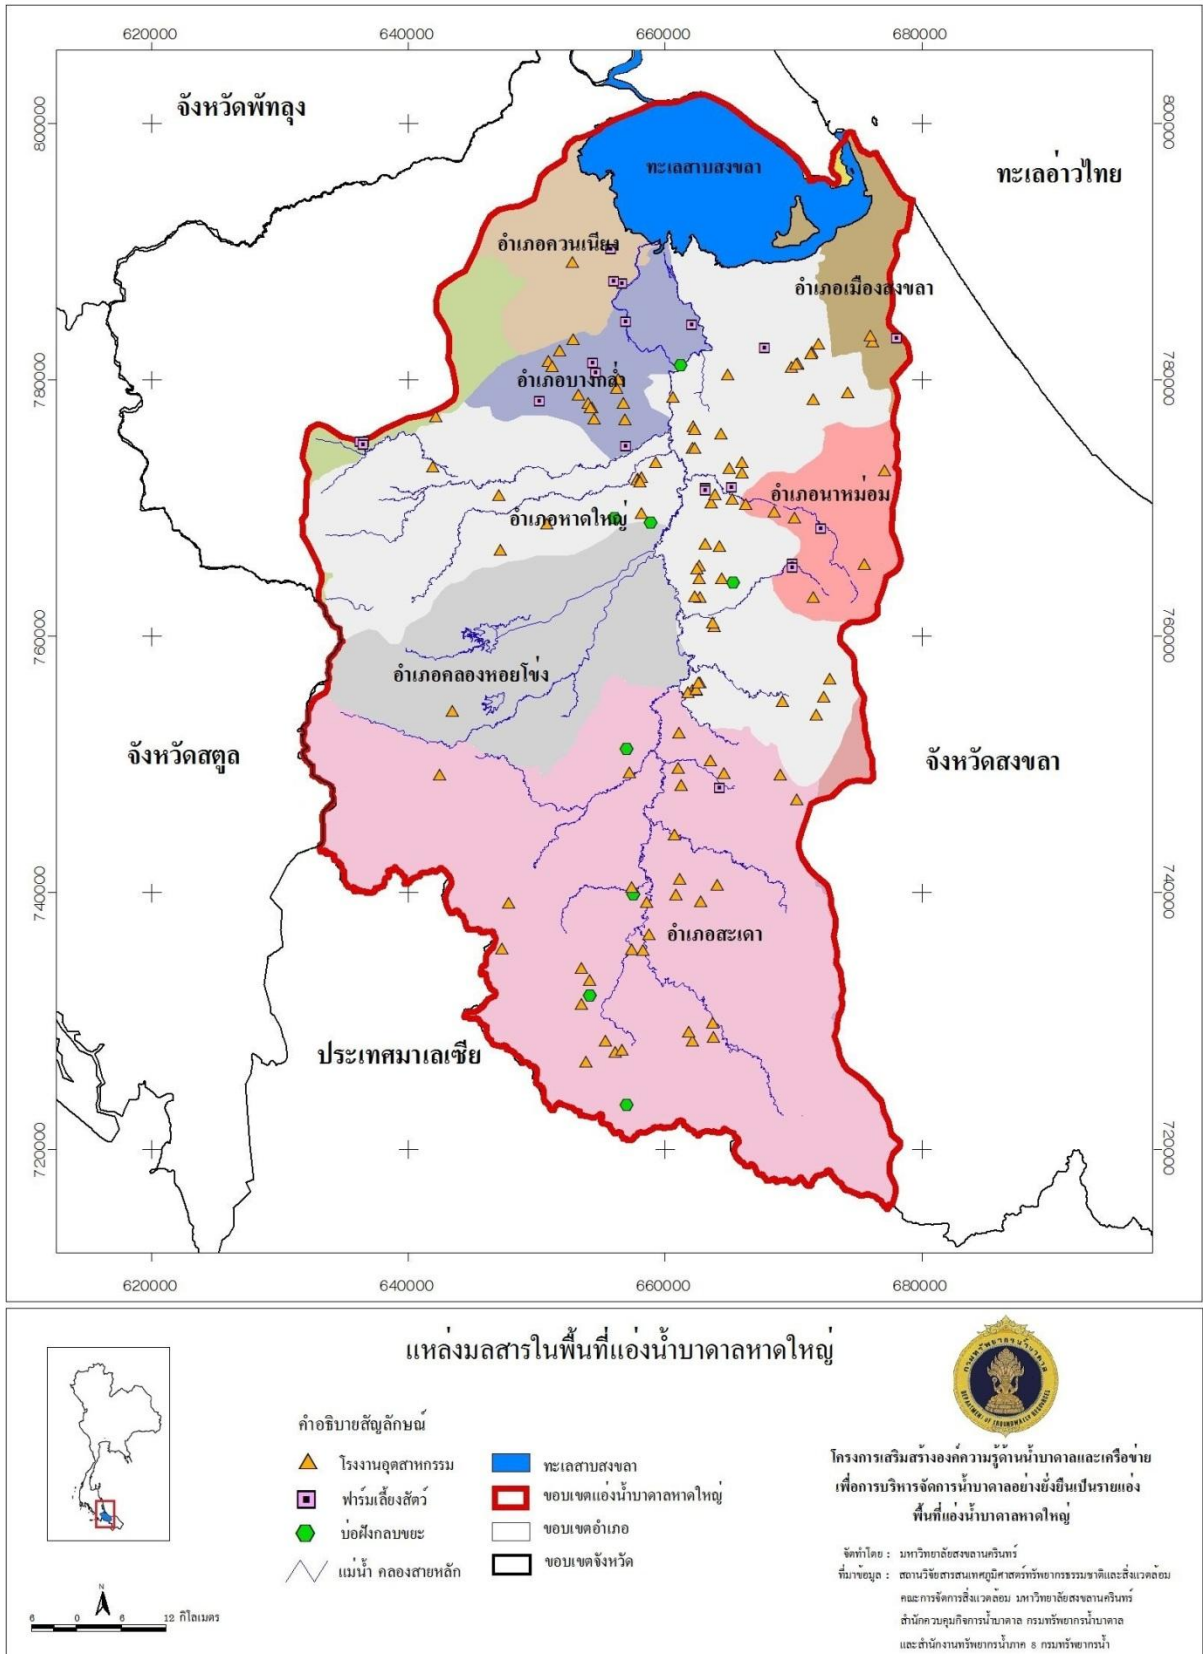 620000 640000 660000 680000
จังหวัดพัทลุง
800000 800000
ทะเลสาบสงขลา
ทะเลอ่าวไทย
อำเภอควนเนียง
อำเภอเมืองสงขลา
780000 780000
อำเภอบางกล่ำ
อำเภอนาหม่อม
อำเภอหาดใหญ่
760000 760000
อำเภอคลองหอยโข่ง
จังหวัดสตูล
จังหวัดสงขลา
740000 740000
อำเภอสะเดา
ประเทศมาเลเซีย
720000 720000
620000 640000 660000 680000
แหล่งมลสารในพื้นที่แอ่งน้ำบาดาลหาดใหญ่
คำอธิบายสัญลักษณ์
โรงงานอุตสาหกรรม
ฟาร์มเลี้ยงสัตว์
บ่อฝังกลบขยะ
แม่น้ำ คลองสายหลัก
ทะเลสาบสงขลา
ขอบเขตแอ่งน้ำบาดาลหาดใหญ่
ขอบเขตอำเภอ
ขอบเขตจังหวัด
N
6 0 6 12 กิโลเมตร
กรมทรัพยากรน้ำบาดาล
DEPARTMENT OF GROUNDWATER RESOURCES
โครงการเสริมสร้างองค์ความรู้ด้านน้ำบาดาลและเครือข่าย
เพื่อการบริหารจัดการน้ำบาดาลอย่างยั่งยืนเป็นรายแอ่ง
พื้นที่แอ่งน้ำบาดาลหาดใหญ่
จัดทำโดย : มหาวิทยาลัยสงขลานครินทร์
ที่มาข้อมูล : สถานวิจัยสารสนเทศภูมิศาสตร์ทรัพยากรธรรมชาติและสิ่งแวดล้อม
คณะการจัดการสิ่งแวดล้อม มหาวิทยาลัยสงขลานครินทร์
สำนักควบคุมกิจการน้ำบาดาล กรมทรัพยากรน้ำบาดาล
และสำนักงานทรัพยากรน้ำภาค 8 กรมทรัพยากรน้ำ